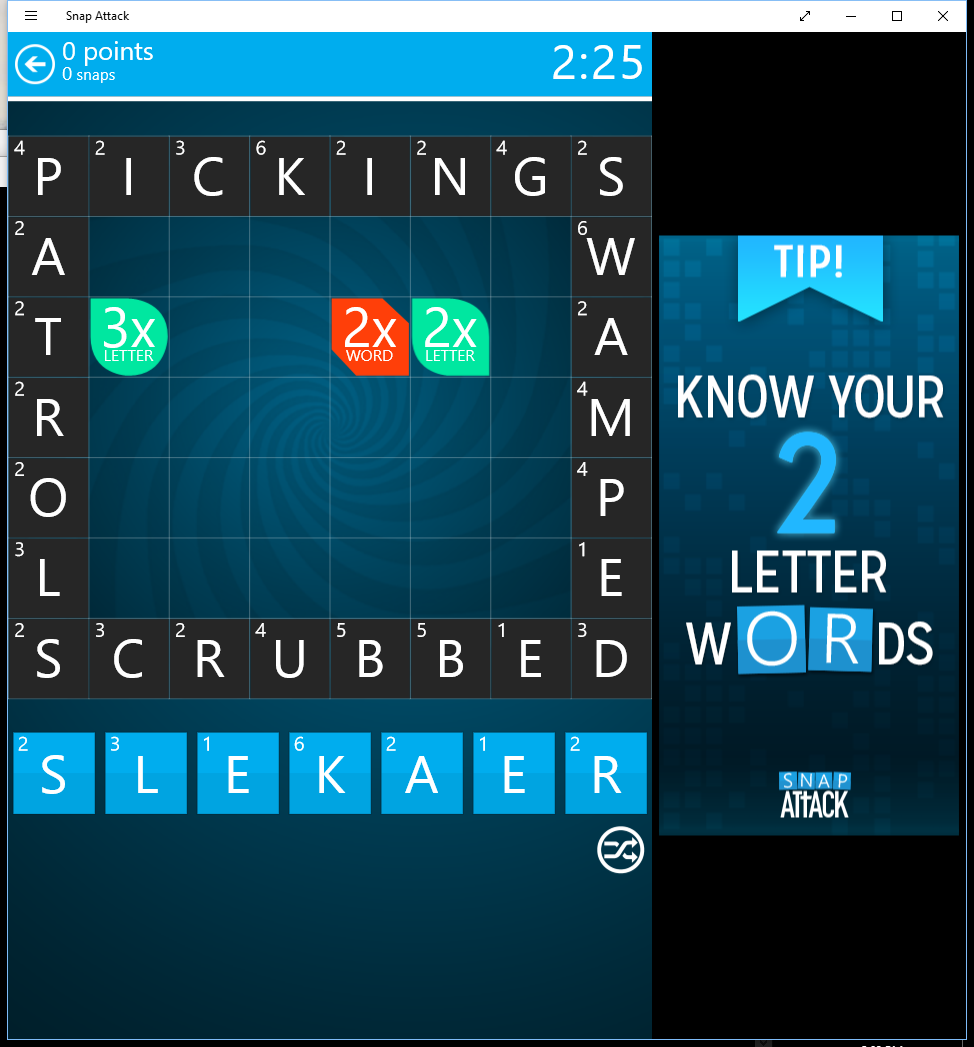 Snap Attack
0 points
0 snaps
2:25
4 P 2 I 3 C 6 K 2 I 2 N 4 G 2 S
2 A 6 W
2 T 3x LETTER 2x WORD 2x LETTER 2 A
2 R 4 M
2 O 4 P
3 L 1 E
2 S 3 C 2 R 4 U 5 B 5 B 1 E 3 D
2 S 3 L 1 E 6 K 2 A 1 E 2 R
TIP!
KNOW YOUR
2
LETTER
WORDS
SNAP
ATTACK